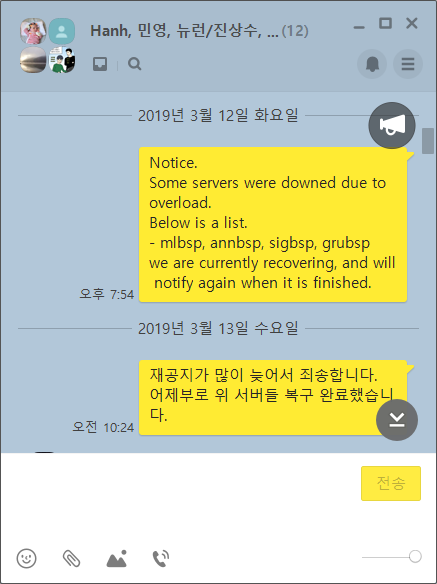 Hanh, 민영, 뉴런/진상수, ... (12)
2019년 3월 12일 화요일
Notice.
Some servers were downed due to
overload.
Below is a list.
- mlbsp, annbsp, sigbsp, grubsp
we are currently recovering, and will
notify again when it is finished.
오후 7:54
2019년 3월 13일 수요일
재공지가 많이 늦어서 죄송합니다.
어제부로 위 서버들 복구 완료했습니
다.
오전 10:24
전송